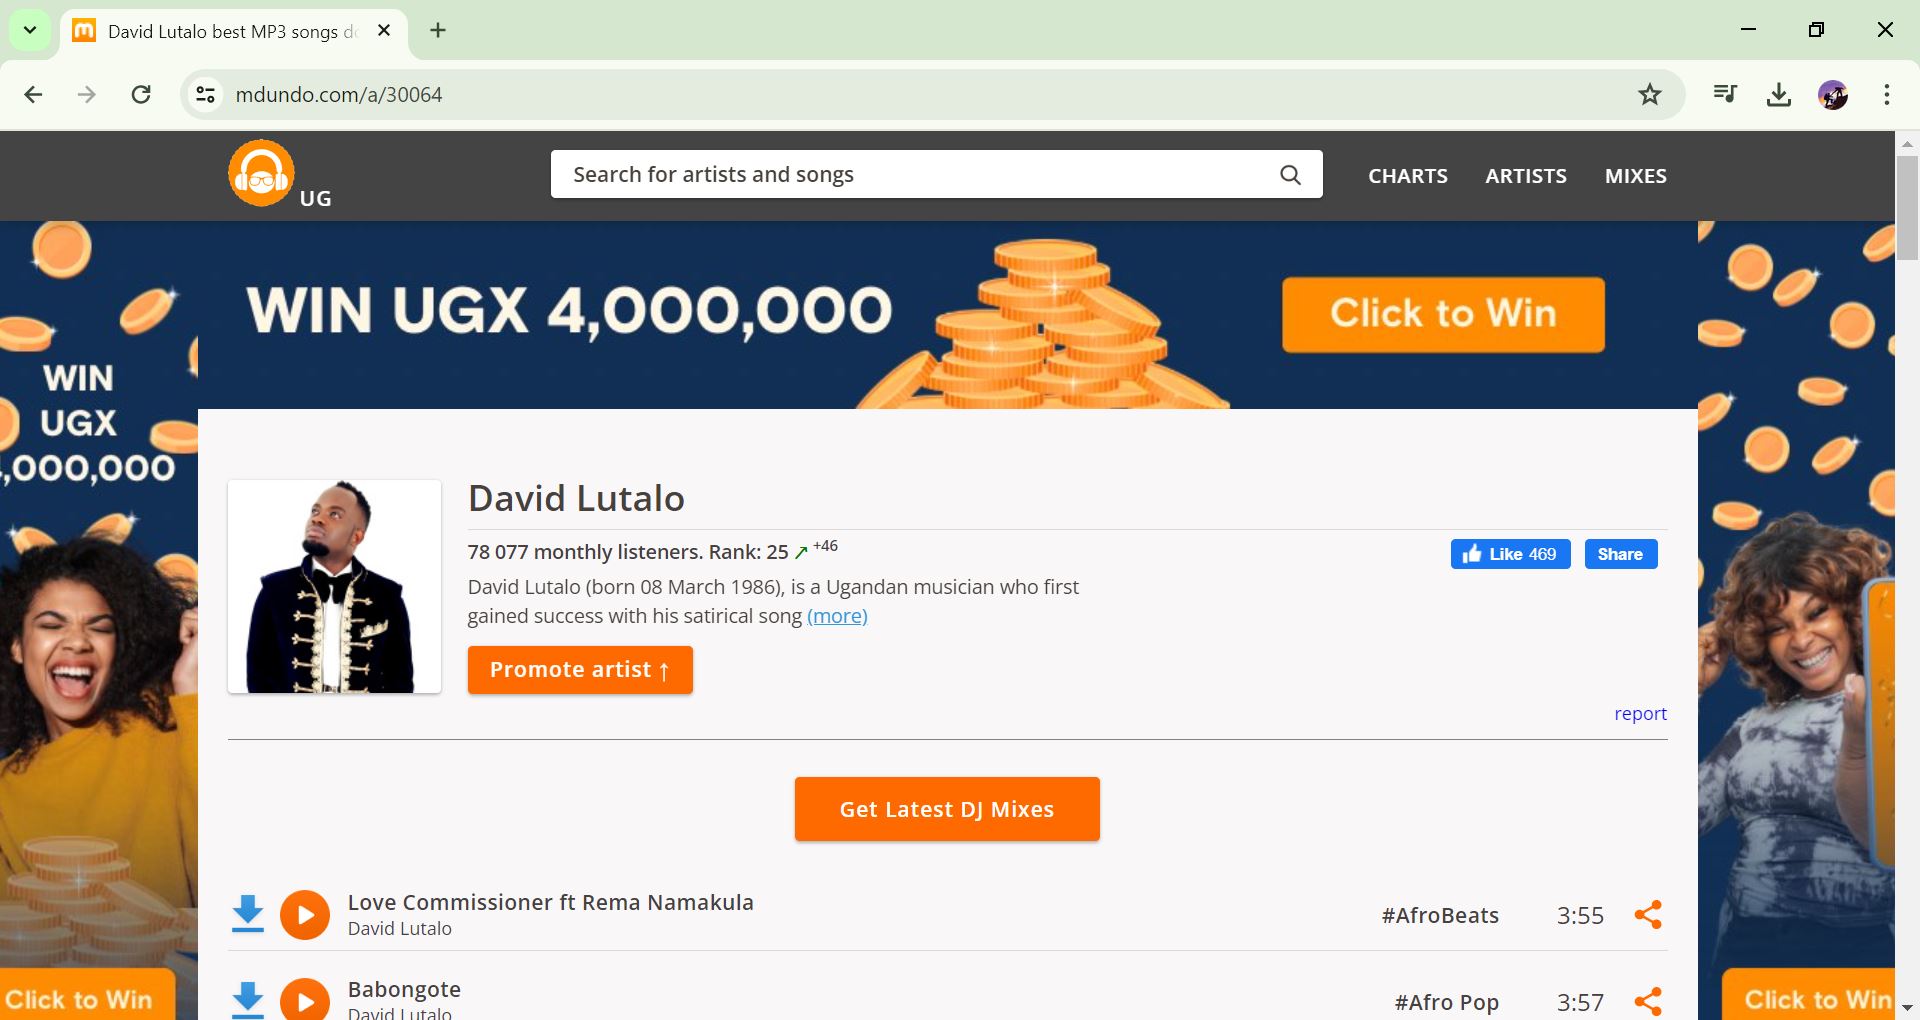 David Lutalo best MP3 songs do
mdundo.com/a/30064
UG
Search for artists and songs
CHARTS
ARTISTS
MIXES
WIN UGX 4,000,000
Click to Win
WIN
UGX
,000,000
Click to Win
David Lutalo
78 077 monthly listeners. Rank: 25 ↗ +46
Like 469
Share
David Lutalo (born 08 March 1986), is a Ugandan musician who first
gained success with his satirical song (more)
Promote artist ↑
report
Get Latest DJ Mixes
Love Commissioner ft Rema Namakula
David Lutalo
#AfroBeats
3:55
Babongote
David Lutalo
#Afro Pop
3:57
Click to Win